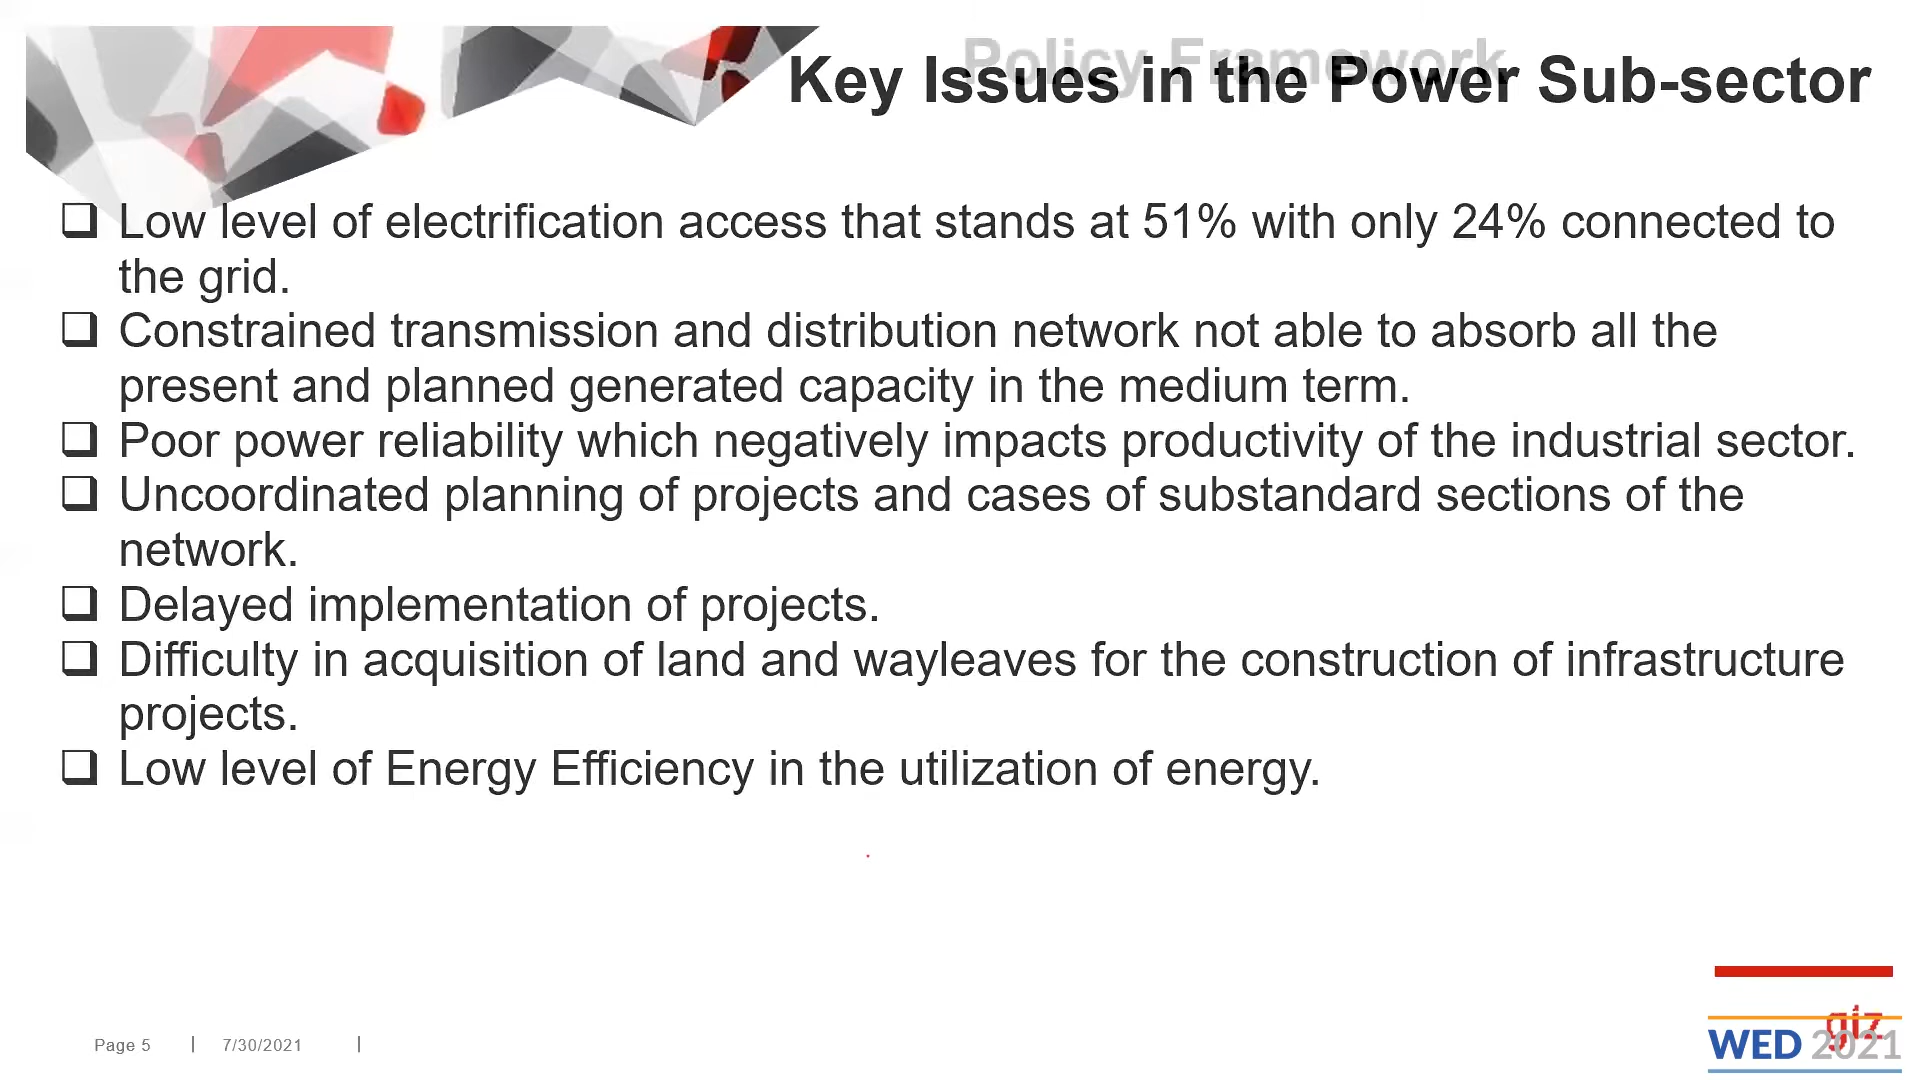 Policy Framework
Key Issues in the Power Sub-sector
Low level of electrification access that stands at 51% with only 24% connected to
the grid.
Constrained transmission and distribution network not able to absorb all the
present and planned generated capacity in the medium term.
Poor power reliability which negatively impacts productivity of the industrial sector.
Uncoordinated planning of projects and cases of substandard sections of the
network.
Delayed implementation of projects.
Difficulty in acquisition of land and wayleaves for the construction of infrastructure
projects.
Low level of Energy Efficiency in the utilization of energy.
Page 5 | 7/30/2021 |
giz
WED 2021